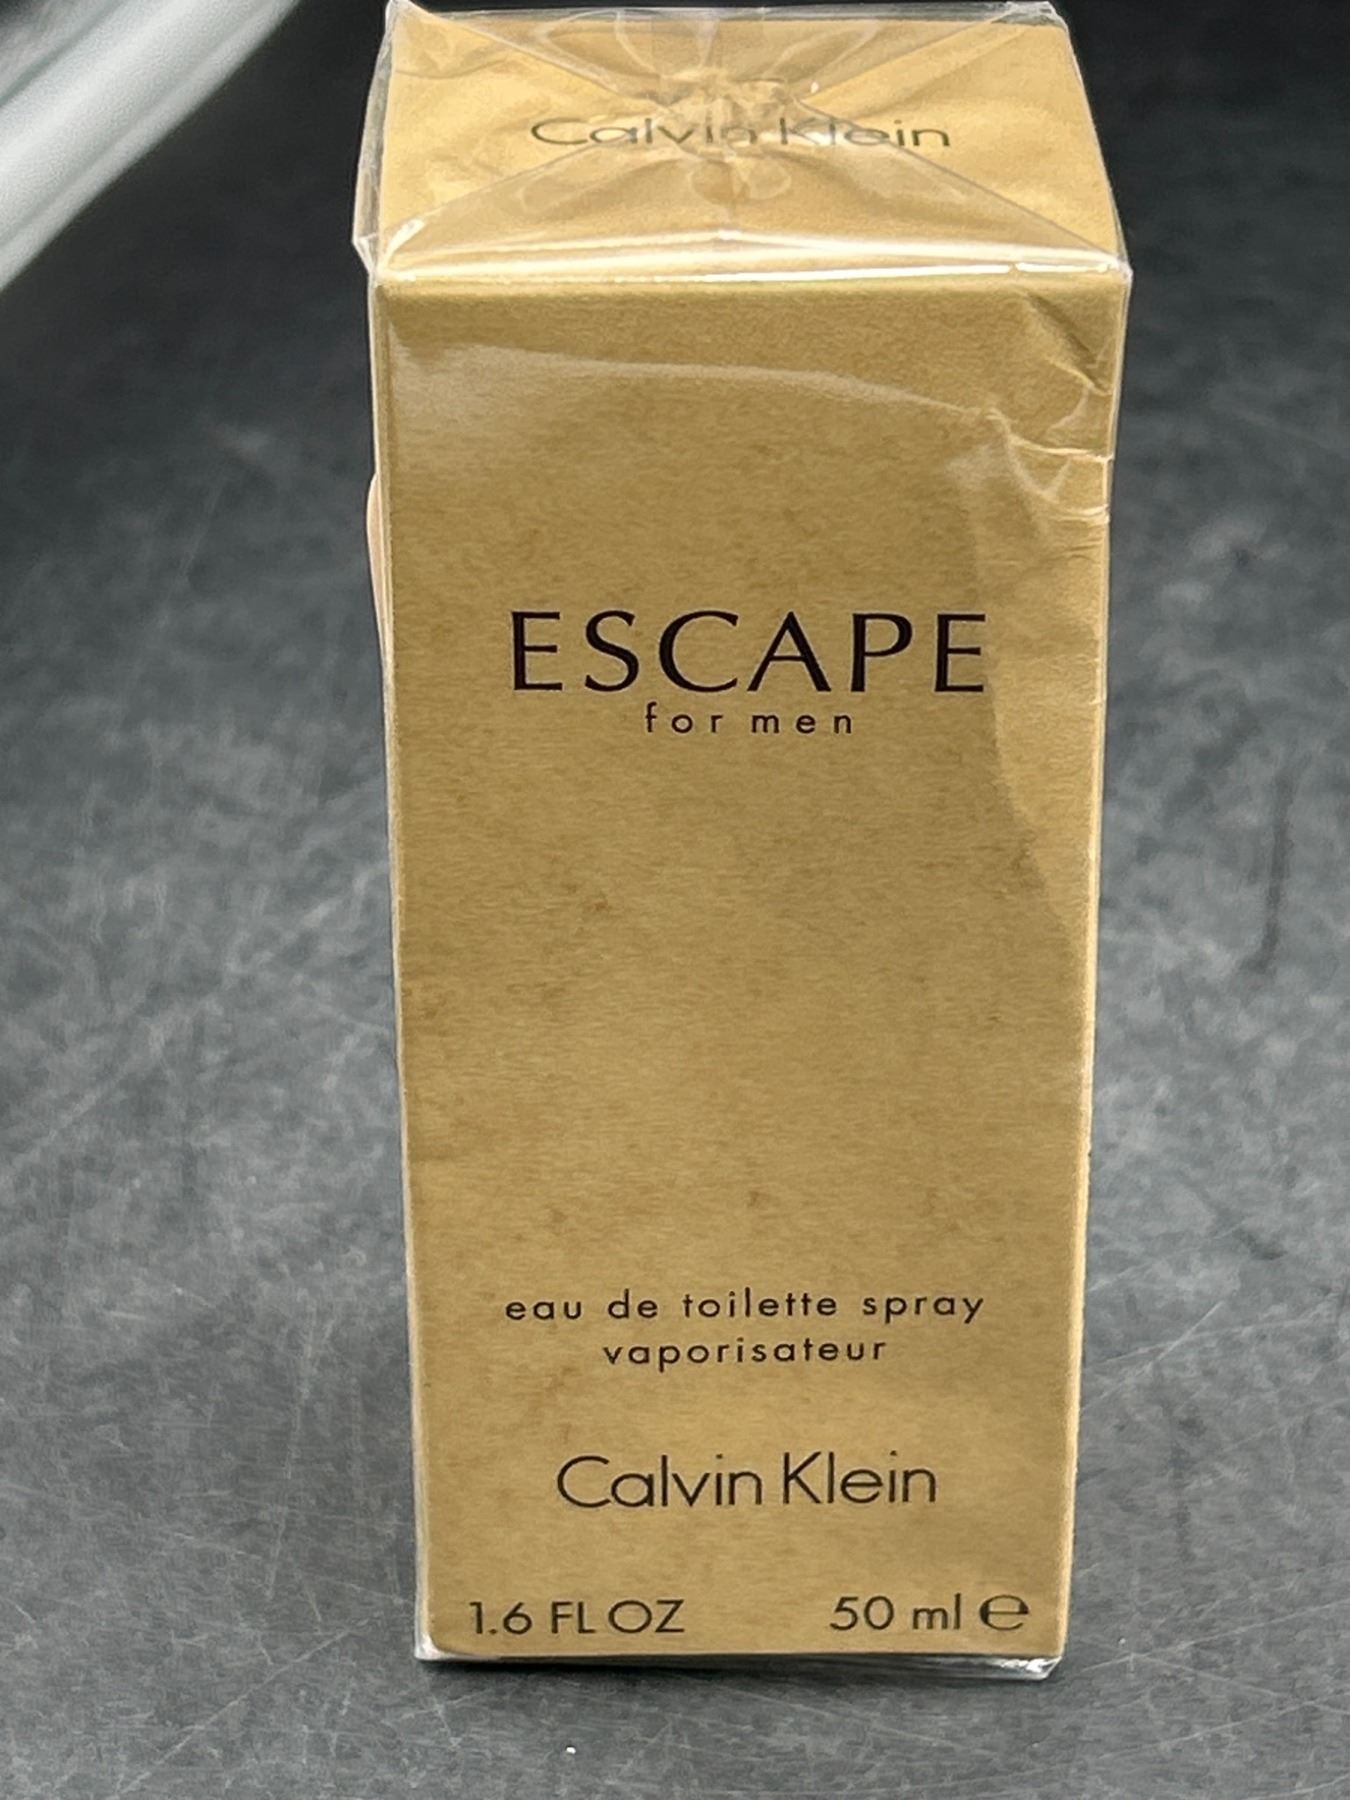 Calvin Klein
ESCAPE
for men
eau de toilette spray
vaporisateur
Calvin Klein
1.6 FL OZ 50 ml ℮